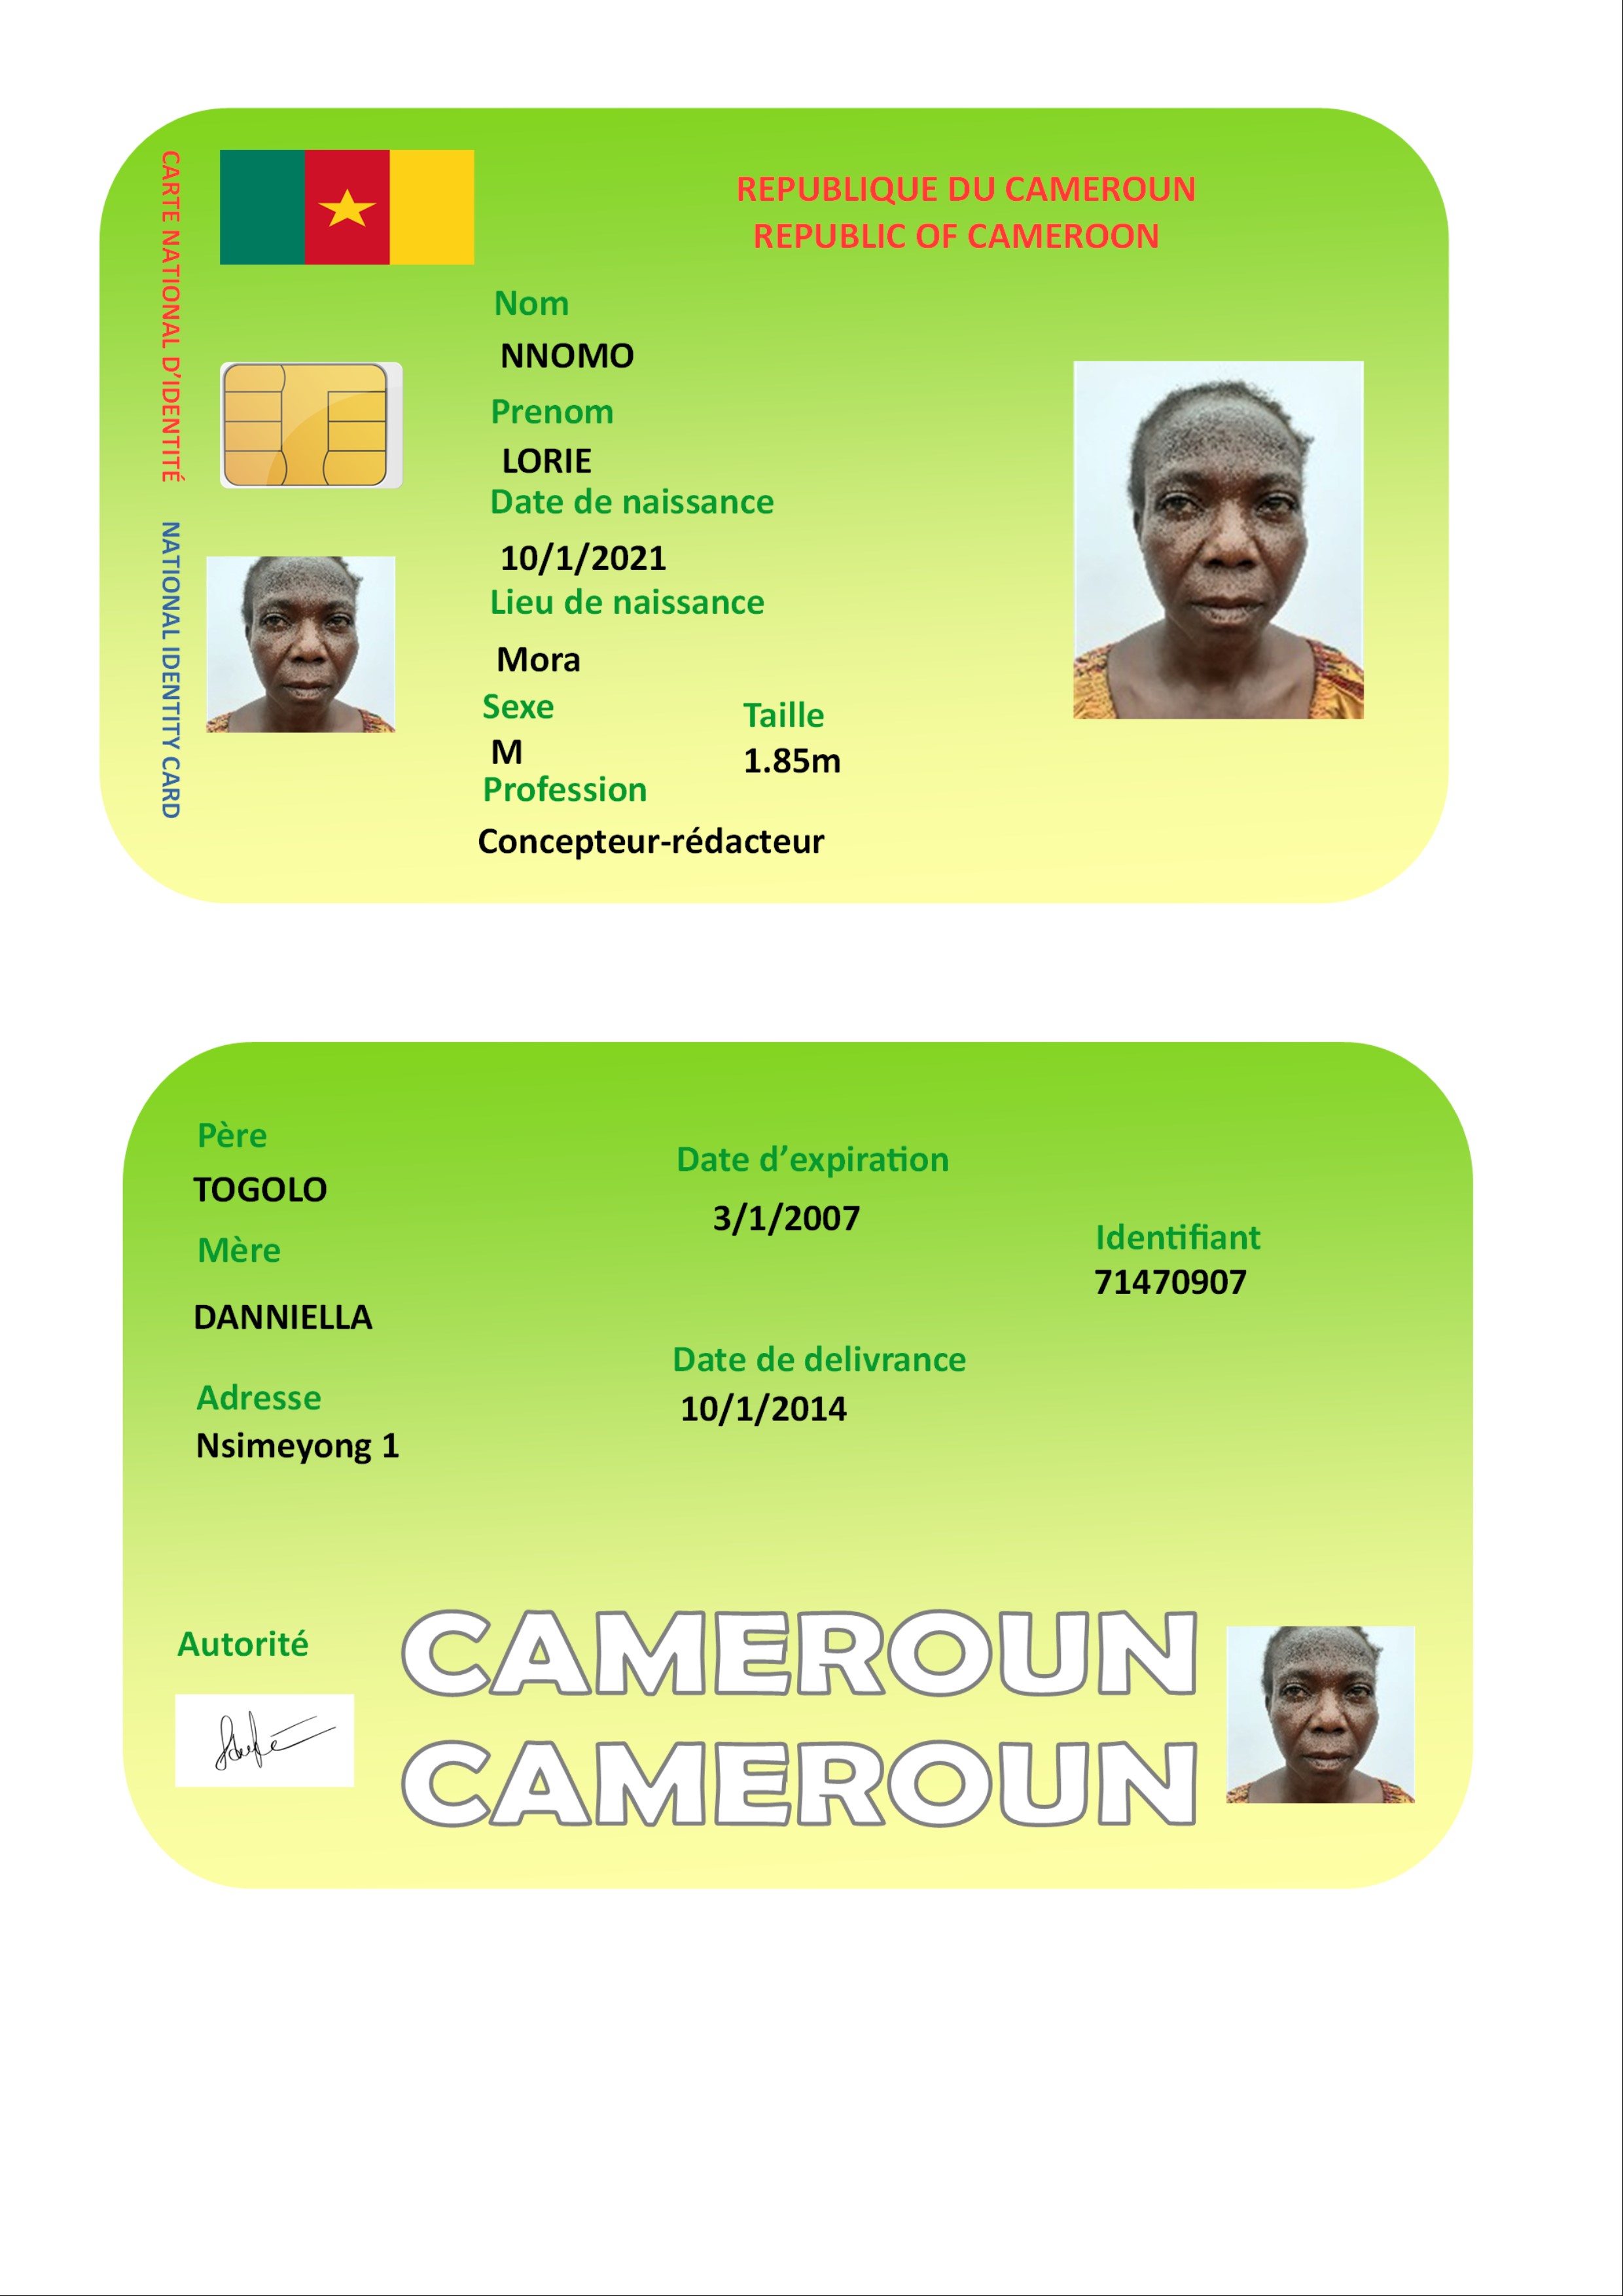 CARTE NATIONAL D'IDENTITÉ NATIONAL IDENTITY CARD
REPUBLIQUE DU CAMEROUN
REPUBLIC OF CAMEROON
Nom
NNOMO
Prenom
LORIE
Date de naissance
10/1/2021
Lieu de naissance
Mora
Sexe Taille
M 1.85m
Profession
Concepteur-rédacteur
Père
TOGOLO
Mère
DANNIELLA
Adresse
Nsimeyong 1
Date d’expiration
3/1/2007
Date de delivrance
10/1/2014
Identifiant
71470907
Autorité
CAMEROUN
CAMEROUN